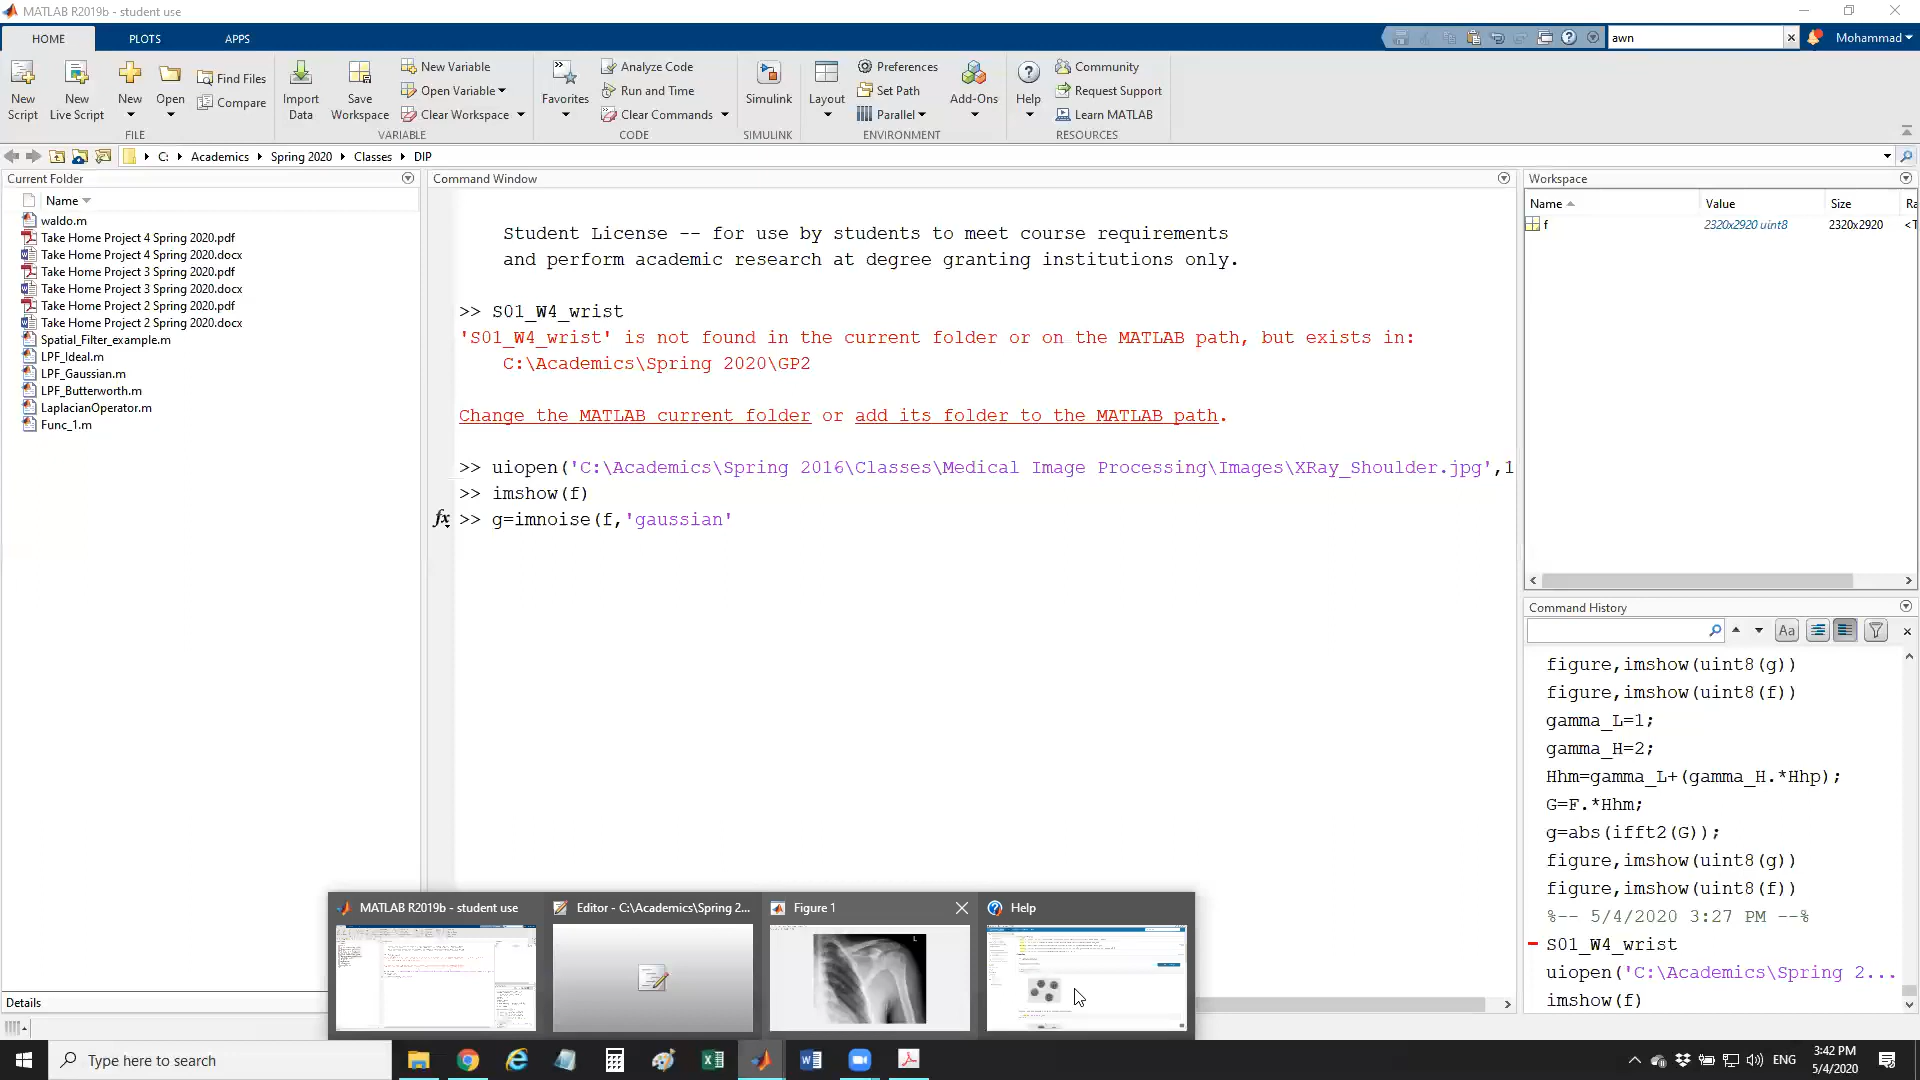 MATLAB R2019b - student use
HOME
PLOTS
APPS
awn
Mohammad
New Script
New Live Script
New
Open
Find Files
Compare
FILE
Import Data
Save Workspace
New Variable
Open Variable
Clear Workspace
VARIABLE
Favorites
Analyze Code
Run and Time
Clear Commands
CODE
Simulink
SIMULINK
Layout
Preferences
Set Path
Parallel
Add-Ons
ENVIRONMENT
Help
Community
Request Support
Learn MATLAB
RESOURCES
C: Academics Spring 2020 Classes DIP
Current Folder
Name
waldo.m
Take Home Project 4 Spring 2020.pdf
Take Home Project 4 Spring 2020.docx
Take Home Project 3 Spring 2020.pdf
Take Home Project 3 Spring 2020.docx
Take Home Project 2 Spring 2020.pdf
Take Home Project 2 Spring 2020.docx
Spatial_Filter_example.m
LPF_Ideal.m
LPF_Gaussian.m
LPF_Butterworth.m
LaplacianOperator.m
Func_1.m
Details
Command Window
Student License -- for use by students to meet course requirements
and perform academic research at degree granting institutions only.
>> S01_W4_wrist
'S01_W4_wrist' is not found in the current folder or on the MATLAB path, but exists in:
C:\Academics\Spring 2020\GP2
Change the MATLAB current folder or add its folder to the MATLAB path.
>> uiopen('C:\Academics\Spring 2016\Classes\Medical Image Processing\Images\XRay_Shoulder.jpg',1
>> imshow(f)
fx >> g=imnoise(f,'gaussian'
Workspace
Name Value Size Ra
f 2320x2920 uint8 2320x2920 <T
Command History
Aa
figure,imshow(uint8(g))
figure,imshow(uint8(f))
gamma_L=1;
gamma_H=2;
Hhm=gamma_L+(gamma_H.*Hhp);
G=F.*Hhm;
g=abs(ifft2(G));
figure,imshow(uint8(g))
figure,imshow(uint8(f))
%-- 5/4/2020 3:27 PM --%
S01_W4_wrist
uiopen('C:\Academics\Spring 2...
imshow(f)
MATLAB R2019b - student use
Editor - C:\Academics\Spring 2...
Figure 1
L
Help
Type here to search
ENG
3:42 PM
5/4/2020